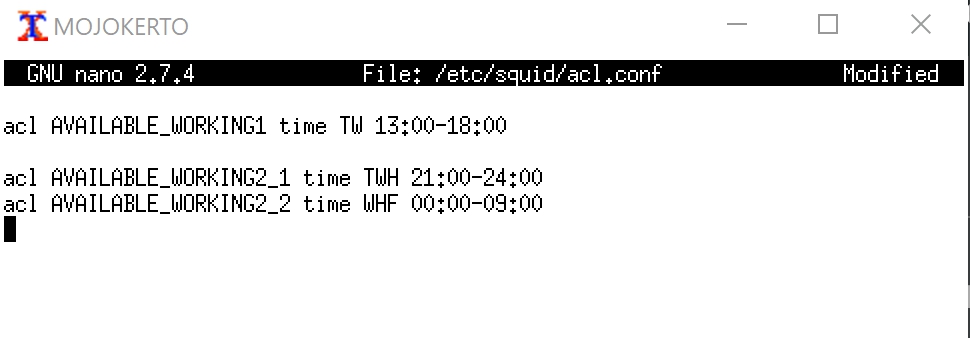 MOJOKERTO
GNU nano 2.7.4 File: /etc/squid/acl.conf Modified
acl AVAILABLE_WORKING1 time TW 13:00-18:00
acl AVAILABLE_WORKING2_1 time TWH 21:00-24:00
acl AVAILABLE_WORKING2_2 time WHF 00:00-09:00